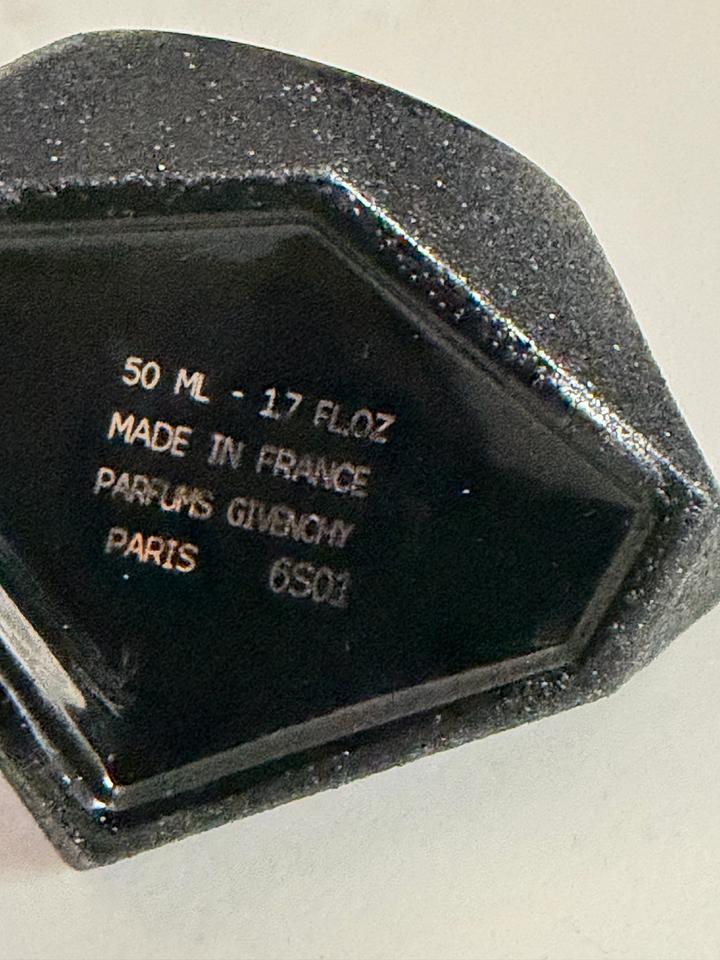 50 ML - 1.7 FL.OZ
MADE IN FRANCE
PARFUMS GIVENCHY
PARIS 6S01